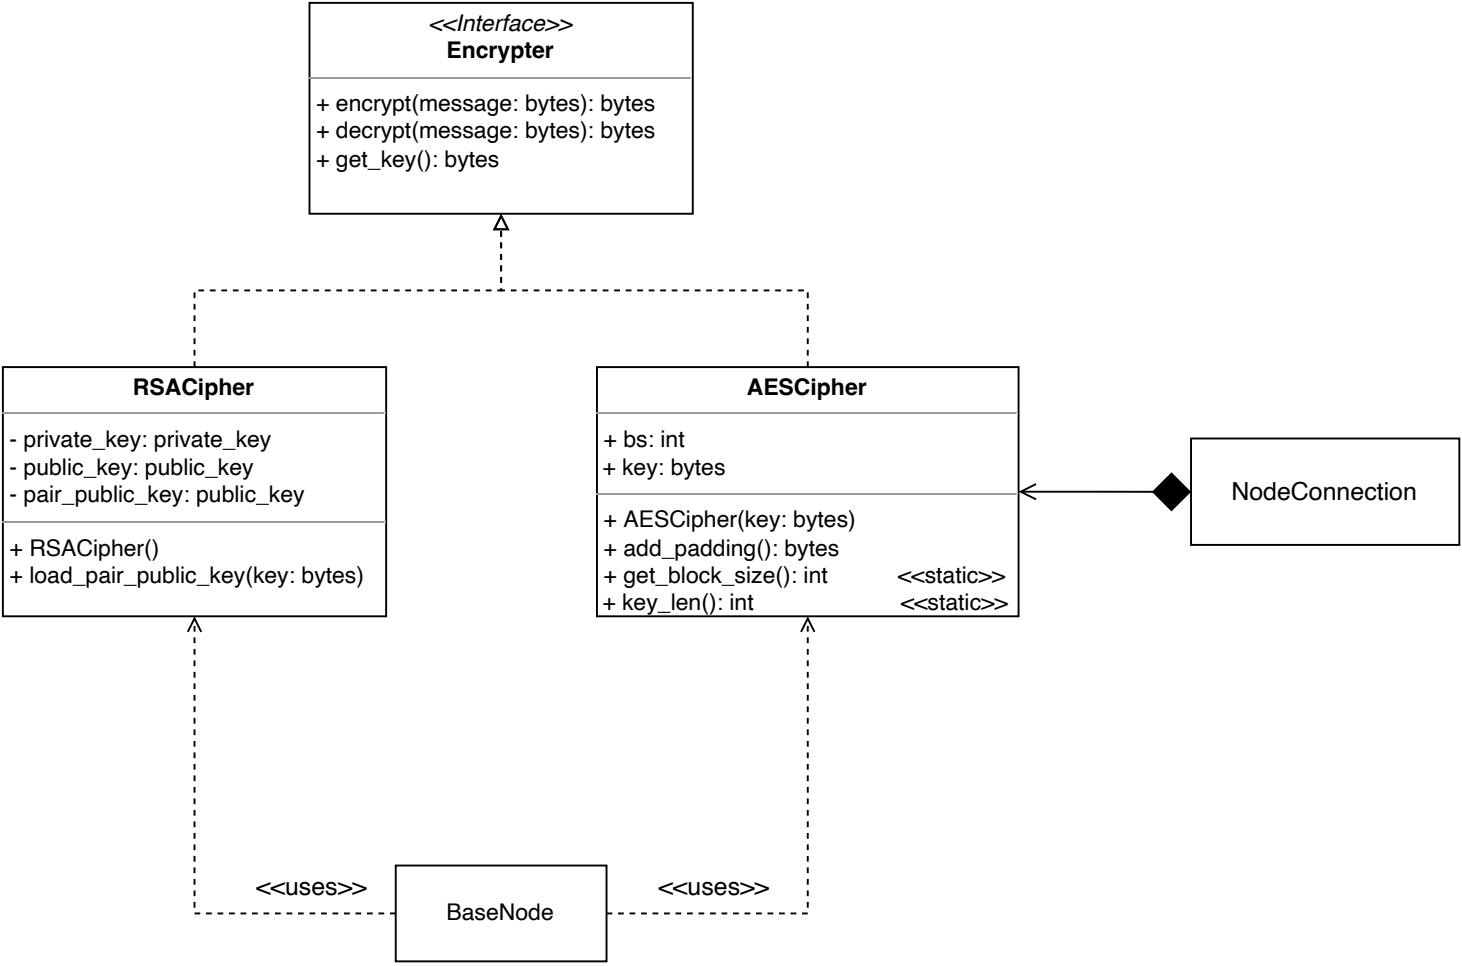 <<Interface>>
Encrypter
+ encrypt(message: bytes): bytes
+ decrypt(message: bytes): bytes
+ get_key(): bytes
RSACipher
- private_key: private_key
- public_key: public_key
- pair_public_key: public_key
+ RSACipher()
+ load_pair_public_key(key: bytes)
AESCipher
+ bs: int
+ key: bytes
+ AESCipher(key: bytes)
+ add_padding(): bytes
+ get_block_size(): int <<static>>
+ key_len(): int <<static>>
NodeConnection
<<uses>>
BaseNode
<<uses>>